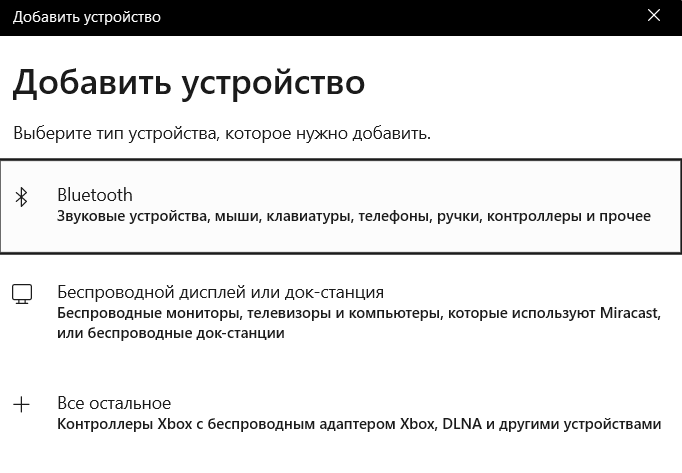 Добавить устройство
Добавить устройство
Выберите тип устройства, которое нужно добавить.
Bluetooth
Звуковые устройства, мыши, клавиатуры, телефоны, ручки, контроллеры и прочее
Беспроводной дисплей или док-станция
Беспроводные мониторы, телевизоры и компьютеры, которые используют Miracast,
или беспроводные док-станции
Все остальное
Контроллеры Xbox с беспроводным адаптером Xbox, DLNA и другими устройствами